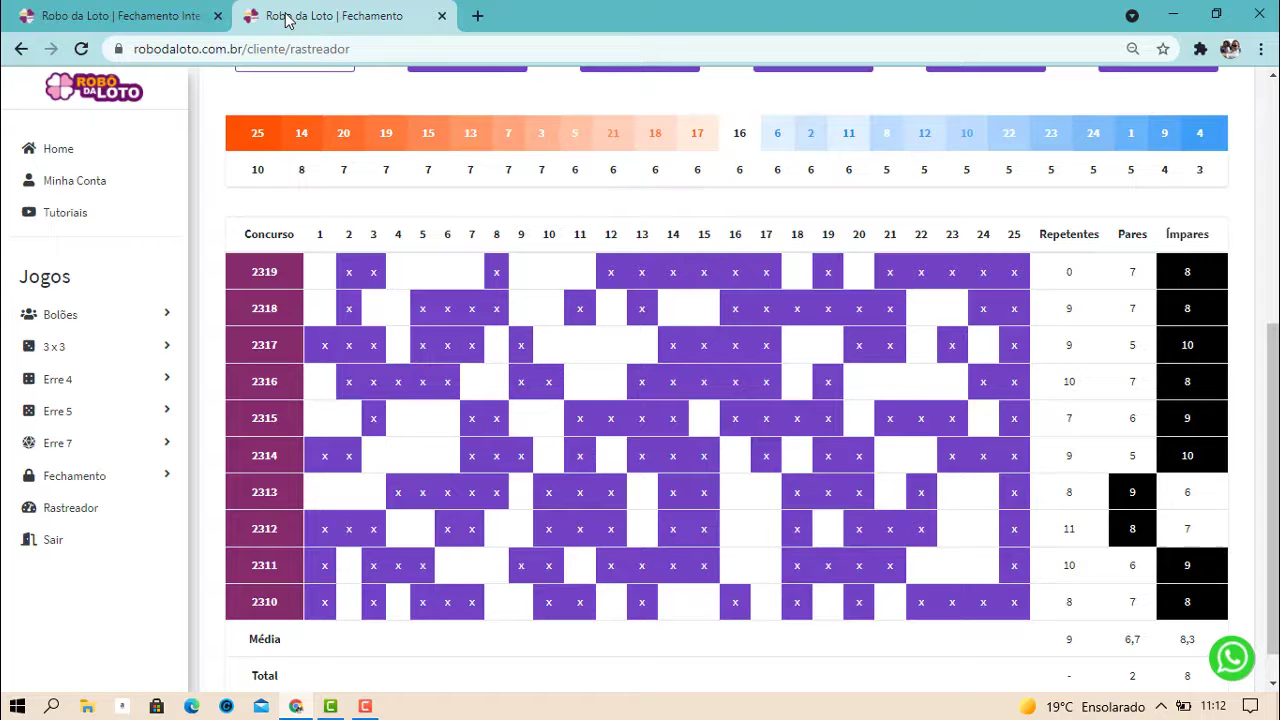 Robo da Loto | Fechamento Inte
Robo da Loto | Fechamento
robodaloto.com.br/cliente/rastreador
ROBÔ DA LOTO
Home
Minha Conta
Tutoriais
Jogos
Bolões
3 x 3
Erre 4
Erre 5
Erre 7
Fechamento
Rastreador
Sair
25 14 20 19 15 13 7 3 5 21 18 17 16 6 2 11 8 12 10 22 23 24 1 9 4
10 8 7 7 7 7 7 7 6 6 6 6 6 6 6 6 5 5 5 5 5 5 5 4 3
Concurso 1 2 3 4 5 6 7 8 9 10 11 12 13 14 15 16 17 18 19 20 21 22 23 24 25 Repetentes Pares Ímpares
2319 x x x x x x x x x x x x x x x 0 7 8
2318 x x x x x x x x x x x x x x x 9 7 8
2317 x x x x x x x x x x x x x x x 9 5 10
2316 x x x x x x x x x x x x x x x 10 7 8
2315 x x x x x x x x x x x x x x x 7 6 9
2314 x x x x x x x x x x x x x x x 9 5 10
2313 x x x x x x x x x x x x x x x 8 9 6
2312 x x x x x x x x x x x x x x x 11 8 7
2311 x x x x x x x x x x x x x x x 10 6 9
2310 x x x x x x x x x x x x x x x 8 7 8
Média 9 6,7 8,3
Total - 2 8
19°C Ensolarado 11:12